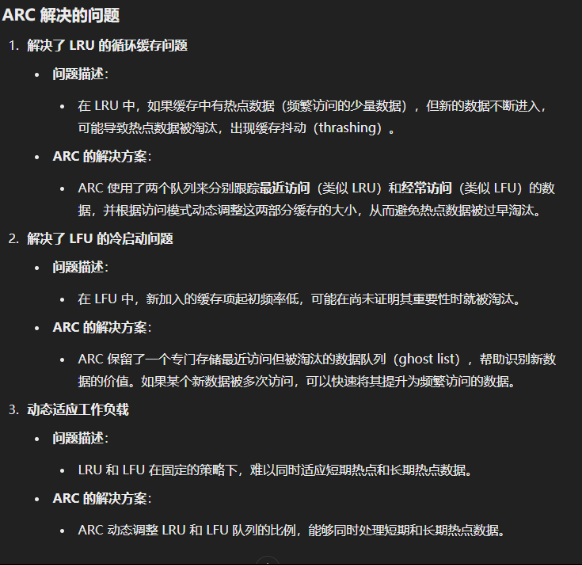 ARC 解决的问题
1. 解决了 LRU 的循环缓存问题
• 问题描述：
• 在 LRU 中，如果缓存中有热点数据（频繁访问的少量数据），但新的数据不断进入，
可能导致热点数据被淘汰，出现缓存抖动（thrashing）。
• ARC 的解决方案：
• ARC 使用了两个队列来分别跟踪最近访问（类似 LRU）和经常访问（类似 LFU）的数
据，并根据访问模式动态调整这两部分缓存的大小，从而避免热点数据被过早淘汰。
2. 解决了 LFU 的冷启动问题
• 问题描述：
• 在 LFU 中，新加入的缓存项起初频率低，可能在尚未证明其重要性时就被淘汰。
• ARC 的解决方案：
• ARC 保留了一个专门存储最近访问但被淘汰的数据队列（ghost list），帮助识别新数
据的价值。如果某个新数据被多次访问，可以快速将其提升为频繁访问的数据。
3. 动态适应工作负载
• 问题描述：
• LRU 和 LFU 在固定的策略下，难以同时适应短期热点和长期热点数据。
• ARC 的解决方案：
• ARC 动态调整 LRU 和 LFU 队列的比例，能够同时处理短期和长期热点数据。